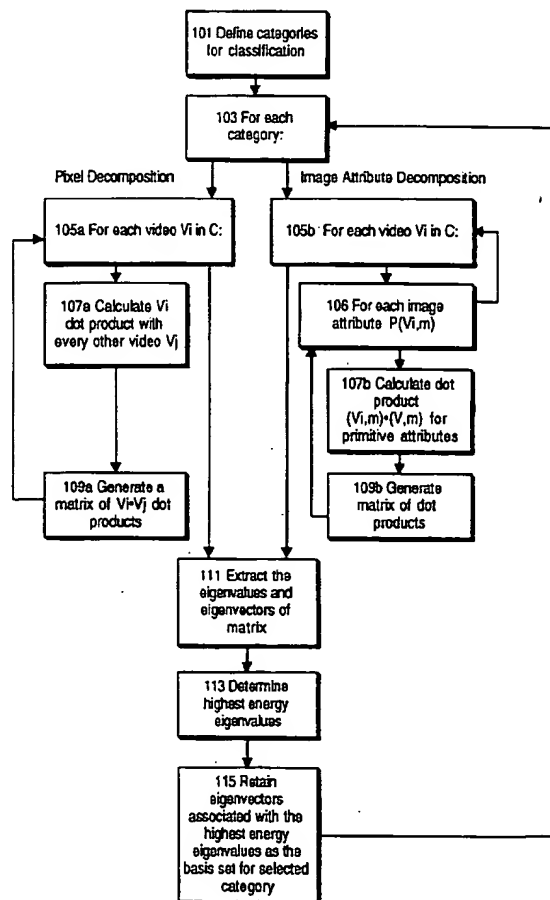 101 Define categories
for classification
103 For each
category:
Pixel Decomposition
Image Attribute Decomposition
105a For each video Vi in C:
105b For each video Vi in C:
107a Calculate Vi
dot product with
every other video Vj
106 For each image
attribute P(Vi,m)
107b Calculate dot
product
(Vi,m)•(V,m) for
primitive attributes
109a Generate a
matrix of Vi•Vj dot
products
109b Generate
matrix of dot
products
111 Extract the
eigenvalues and
eigenvectors of
matrix
113 Determine
highest energy
eigenvalues
115 Retain
eigenvectors
associated with the
highest energy
eigenvalues as the
basis set for selected
category